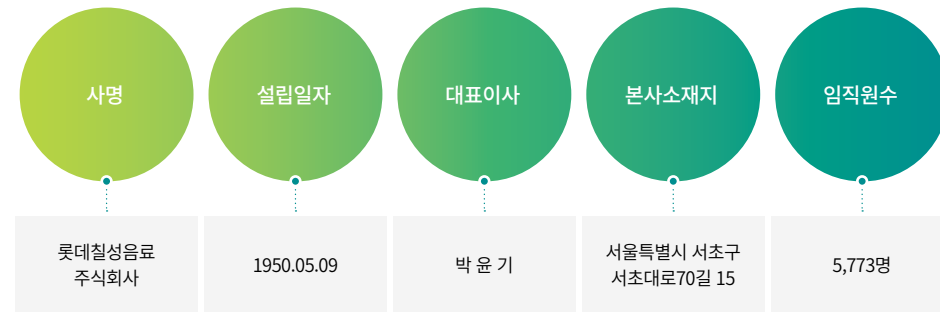 사명
설립일자
대표이사
본사소재지
임직원수
롯데칠성음료
주식회사
1950.05.09
박 윤 기
서울특별시 서초구
서초대로70길 15
5,773명